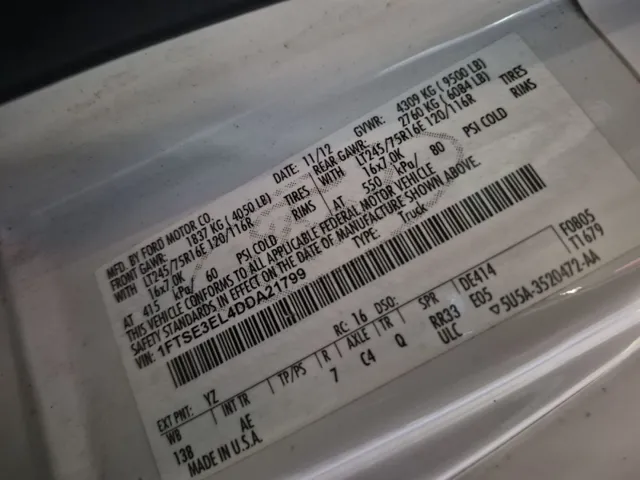 MFD. BY FORD MOTOR CO.
DATE: 11/12 GVWR: 4309 KG ( 9500 LB)
FRONT GAWR: 1837 KG ( 4050 LB) REAR GAWR: 2760 KG ( 6084 LB)
WITH LT245/75R16E 120/116R TIRES WITH LT245/75R16E 120/116R TIRES
16x7.0K RIMS 16x7.0K RIMS
AT 415 kPa/ 60 PSI COLD AT 550 kPa/ 80 PSI COLD
THIS VEHICLE CONFORMS TO ALL APPLICABLE FEDERAL MOTOR VEHICLE
SAFETY STANDARDS IN EFFECT ON THE DATE OF MANUFACTURE SHOWN ABOVE.
VIN: 1FTSE3EL4DDA21799 TYPE: Truck
F0805
T1679
EXT PNT: YZ RC: 16 DSO:
WB INT TR TP/PS R AXLE TR SPR DE414
138 AE 7 C4 Q RR33 E05
ULC
MADE IN U.S.A. ▽ 5U5A-3520472-AA